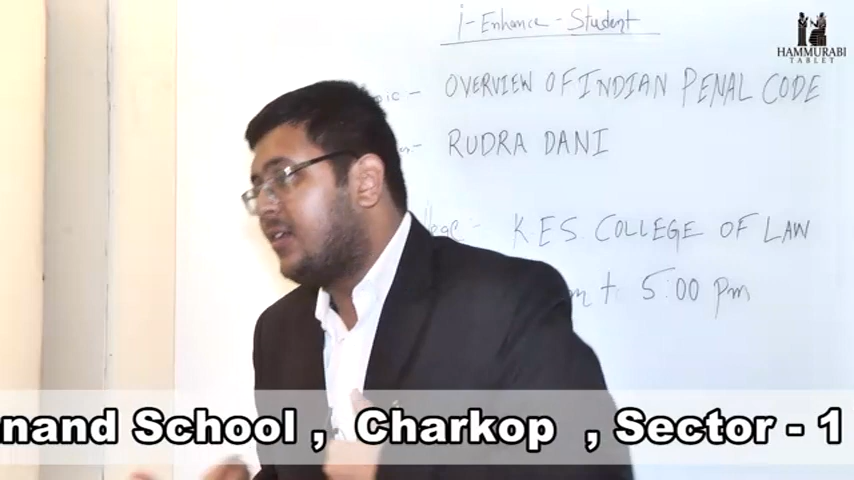 i-Enhance-Student
HAMMURABI
TABLET
OVERVIEW OF INDIAN PENAL CODE
RUDRA DANI
K.E.S. COLLEGE OF LAW
5:00 pm
nand School , Charkop , Sector - 1